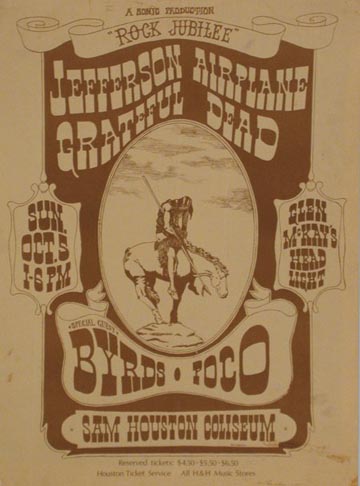 A SONIC PRODUCTION
"ROCK JUBILEE"
JEFFERSON AIRPLANE
GRATEFUL DEAD
SUN.
OCT. 5
1-6 PM
GLEN
McKAY'S
HEAD
LIGHT
SPECIAL GUEST
BYRDS • POCO
SAM HOUSTON COLISEUM
Reserved tickets: $4.50-$5.50-$6.50
Houston Ticket Service All H&H Music Stores